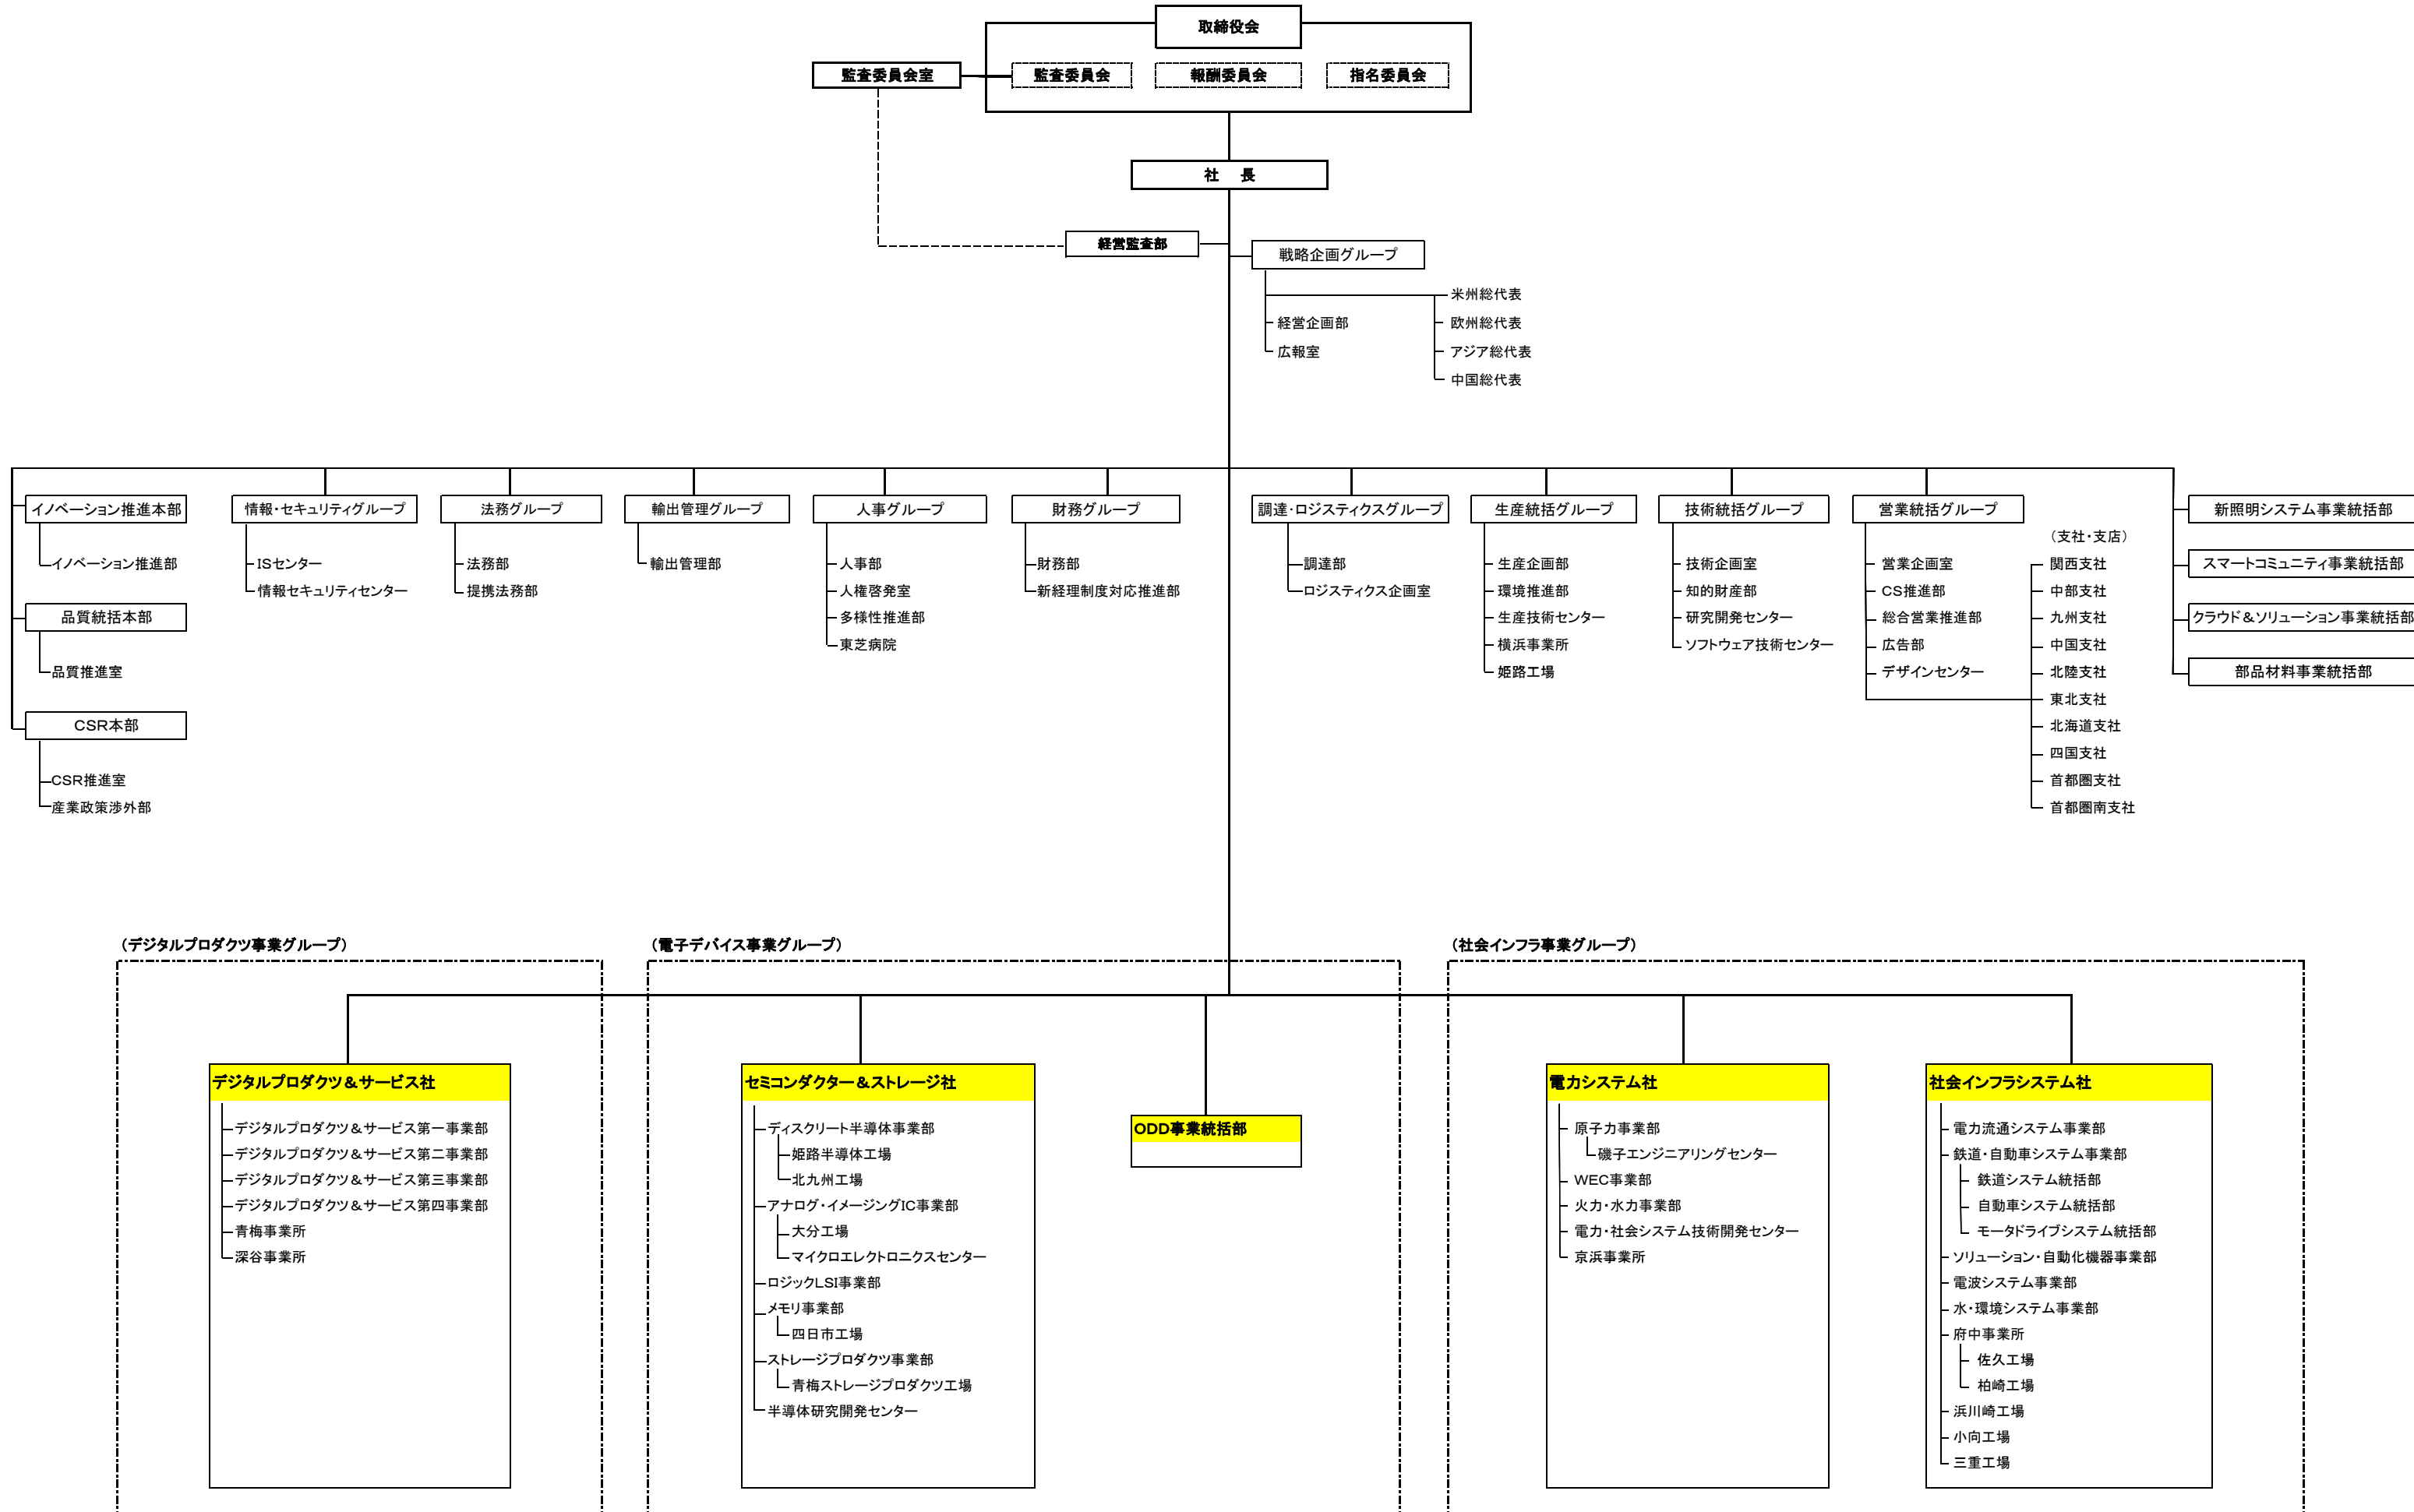 取締役会
監査委員会室
監査委員会
報酬委員会
指名委員会
社　長
経営監査部
戦略企画グループ
米州総代表
経営企画部
欧州総代表
広報室
アジア総代表
中国総代表
イノベーション推進本部
イノベーション推進部
品質統括本部
品質推進室
CSR本部
CSR推進室
産業政策渉外部
情報・セキュリティグループ
ISセンター
情報セキュリティセンター
法務グループ
法務部
提携法務部
輸出管理グループ
輸出管理部
人事グループ
人事部
人権啓発室
多様性推進部
東芝病院
財務グループ
財務部
新経理制度対応推進部
調達・ロジスティクスグループ
調達部
ロジスティクス企画室
生産統括グループ
生産企画部
環境推進部
生産技術センター
横浜事業所
姫路工場
技術統括グループ
技術企画室
知的財産部
研究開発センター
ソフトウェア技術センター
営業統括グループ
営業企画室
CS推進部
総合営業推進部
広告部
デザインセンター
（支社・支店）
関西支社
中部支社
九州支社
中国支社
北陸支社
東北支社
北海道支社
四国支社
首都圏支社
首都圏南支社
新照明システム事業統括部
スマートコミュニティ事業統括部
クラウド＆ソリューション事業統括部
部品材料事業統括部
（デジタルプロダクツ事業グループ）
デジタルプロダクツ＆サービス社
デジタルプロダクツ＆サービス第一事業部
デジタルプロダクツ＆サービス第二事業部
デジタルプロダクツ＆サービス第三事業部
デジタルプロダクツ＆サービス第四事業部
青梅事業所
深谷事業所
（電子デバイス事業グループ）
セミコンダクター＆ストレージ社
ディスクリート半導体事業部
姫路半導体工場
北九州工場
アナログ・イメージングIC事業部
大分工場
マイクロエレクトロニクスセンター
ロジックLSI事業部
メモリ事業部
四日市工場
ストレージプロダクツ事業部
青梅ストレージプロダクツ工場
半導体研究開発センター
ODD事業統括部
（社会インフラ事業グループ）
電力システム社
原子力事業部
磯子エンジニアリングセンター
WEC事業部
火力・水力事業部
電力・社会システム技術開発センター
京浜事業所
社会インフラシステム社
電力流通システム事業部
鉄道・自動車システム事業部
鉄道システム統括部
自動車システム統括部
モータドライブシステム統括部
ソリューション・自動化機器事業部
電波システム事業部
水・環境システム事業部
府中事業所
佐久工場
柏崎工場
浜川崎工場
小向工場
三重工場